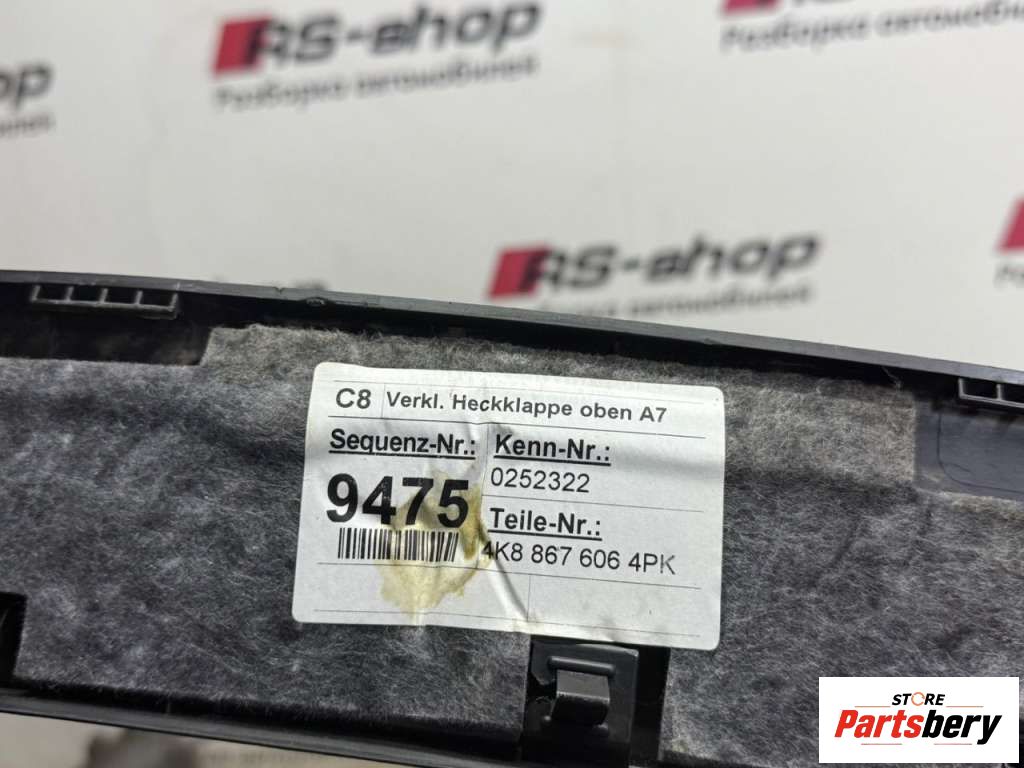 RS-shop
Разборка автомобилей
RS-shop
Разборка автомобилей
C8 Verkl. Heckklappe oben A7
Sequenz-Nr.: Kenn-Nr.:
9475 0252322
Teile-Nr.:
4K8 867 606 4PK
STORE
Partsbery